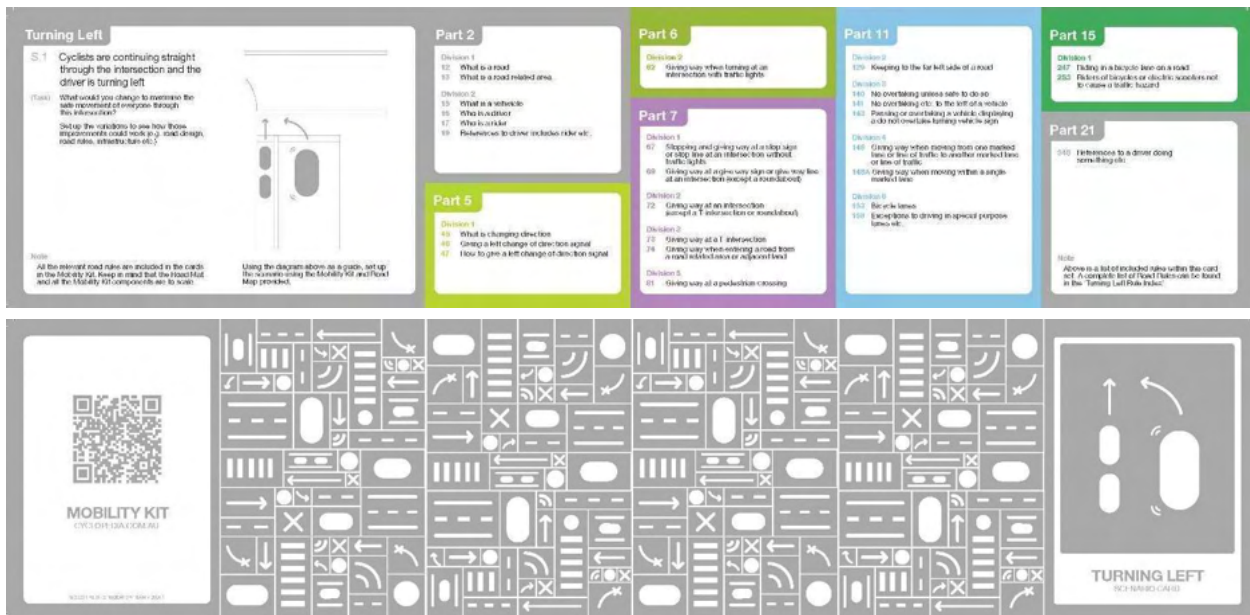 Turning Left
S.1 Cyclists are continuing straight
through the intersection and the
driver is turning left
(Task) What would you change to maximise the
safe movement of everyone through
this intersection?
Set up the variations to see how those
improvements could work (e.g. road design,
road rules, infrastructure etc.)
Note
All the relevant road rules are included in the cards
in the Mobility Kit. Keep in mind that the Road Mat
and all the Mobility Kit components are to scale
Using the diagram above as a guide, set up
the scenario using the Mobility Kit and Road
Map provided.
Part 2
Division 1
12 What is a road
13 What is a road related area
Division 2
15 What is a vehicle
16 Who is a driver
17 Who is a rider
19 References to driver includes rider etc.
Part 5
Division 1
45 What is changing direction
46 Giving a left change of direction signal
47 How to give a left change of direction signal
Part 6
Division 2
62 Giving way when turning at an
intersection with traffic lights
Part 7
Division 1
67 Stopping and giving way at a stop sign
or stop line at an intersection without
traffic lights
69 Giving way at a give way sign or give way line
at an intersection (except a roundabout)
Division 2
72 Giving way at an intersection
(except a T intersection or roundabout)
Division 3
73 Giving way at a T intersection
74 Giving way when entering a road from
a road related area or adjacent land
Division 5
81 Giving way at a pedestrian crossing
Part 11
Division 2
129 Keeping to the far left side of a road
Division 3
140 No overtaking unless safe to do so
141 No overtaking etc. to the left of a vehicle
143 Passing or overtaking a vehicle displaying
a do not overtake turning vehicle sign
Division 4
148 Giving way when moving from one marked
lane or line of traffic to another marked lane
or line of traffic
148A Giving way when moving within a single
marked lane
153 Bicycle lanes
158 Exceptions to driving in special purpose
lanes etc.
Part 15
Division 1
247 Riding in a bicycle lane on a road
253 Riders of bicycles or electric scooters not
to cause a traffic hazard
Part 21
References to a driver doing
something etc
Note
Above is a list of included rules within the card
set. A complete list of Road Rules can be found
in the 'Turning Left Rule Index'
MOBILITY KIT
CYCLOPEDIA.COM.AU
TURNING LEFT
SCENARIO CARD